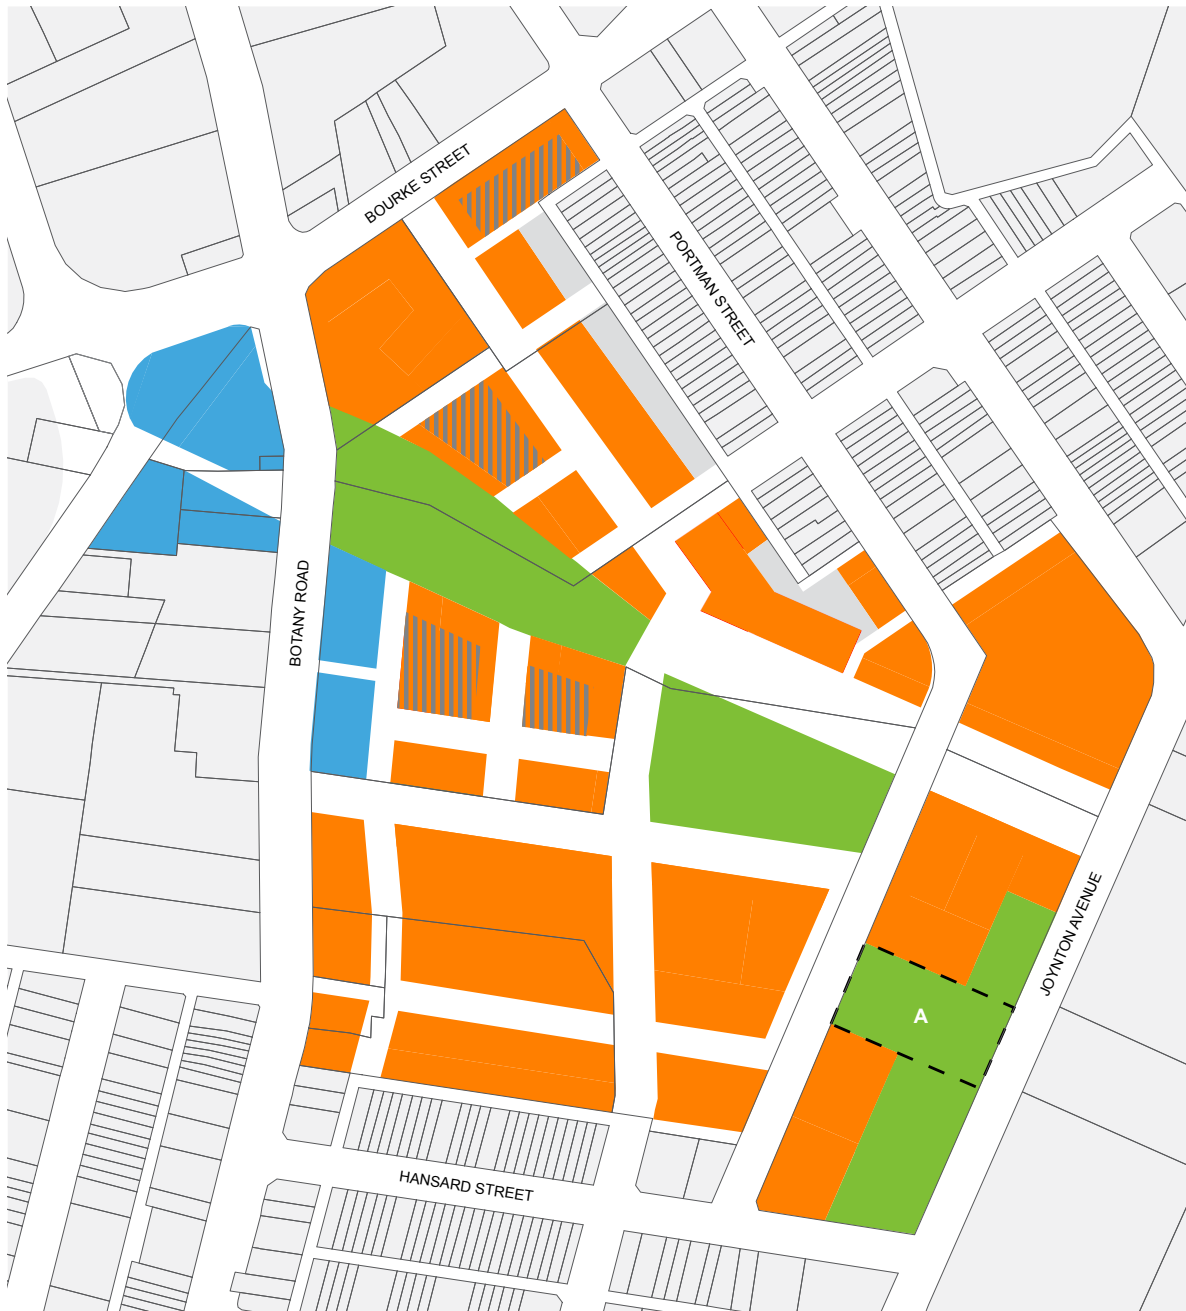 BOURKE STREET
PORTMAN STREET
BOTANY ROAD
JOYNTON AVENUE
A
HANSARD STREET